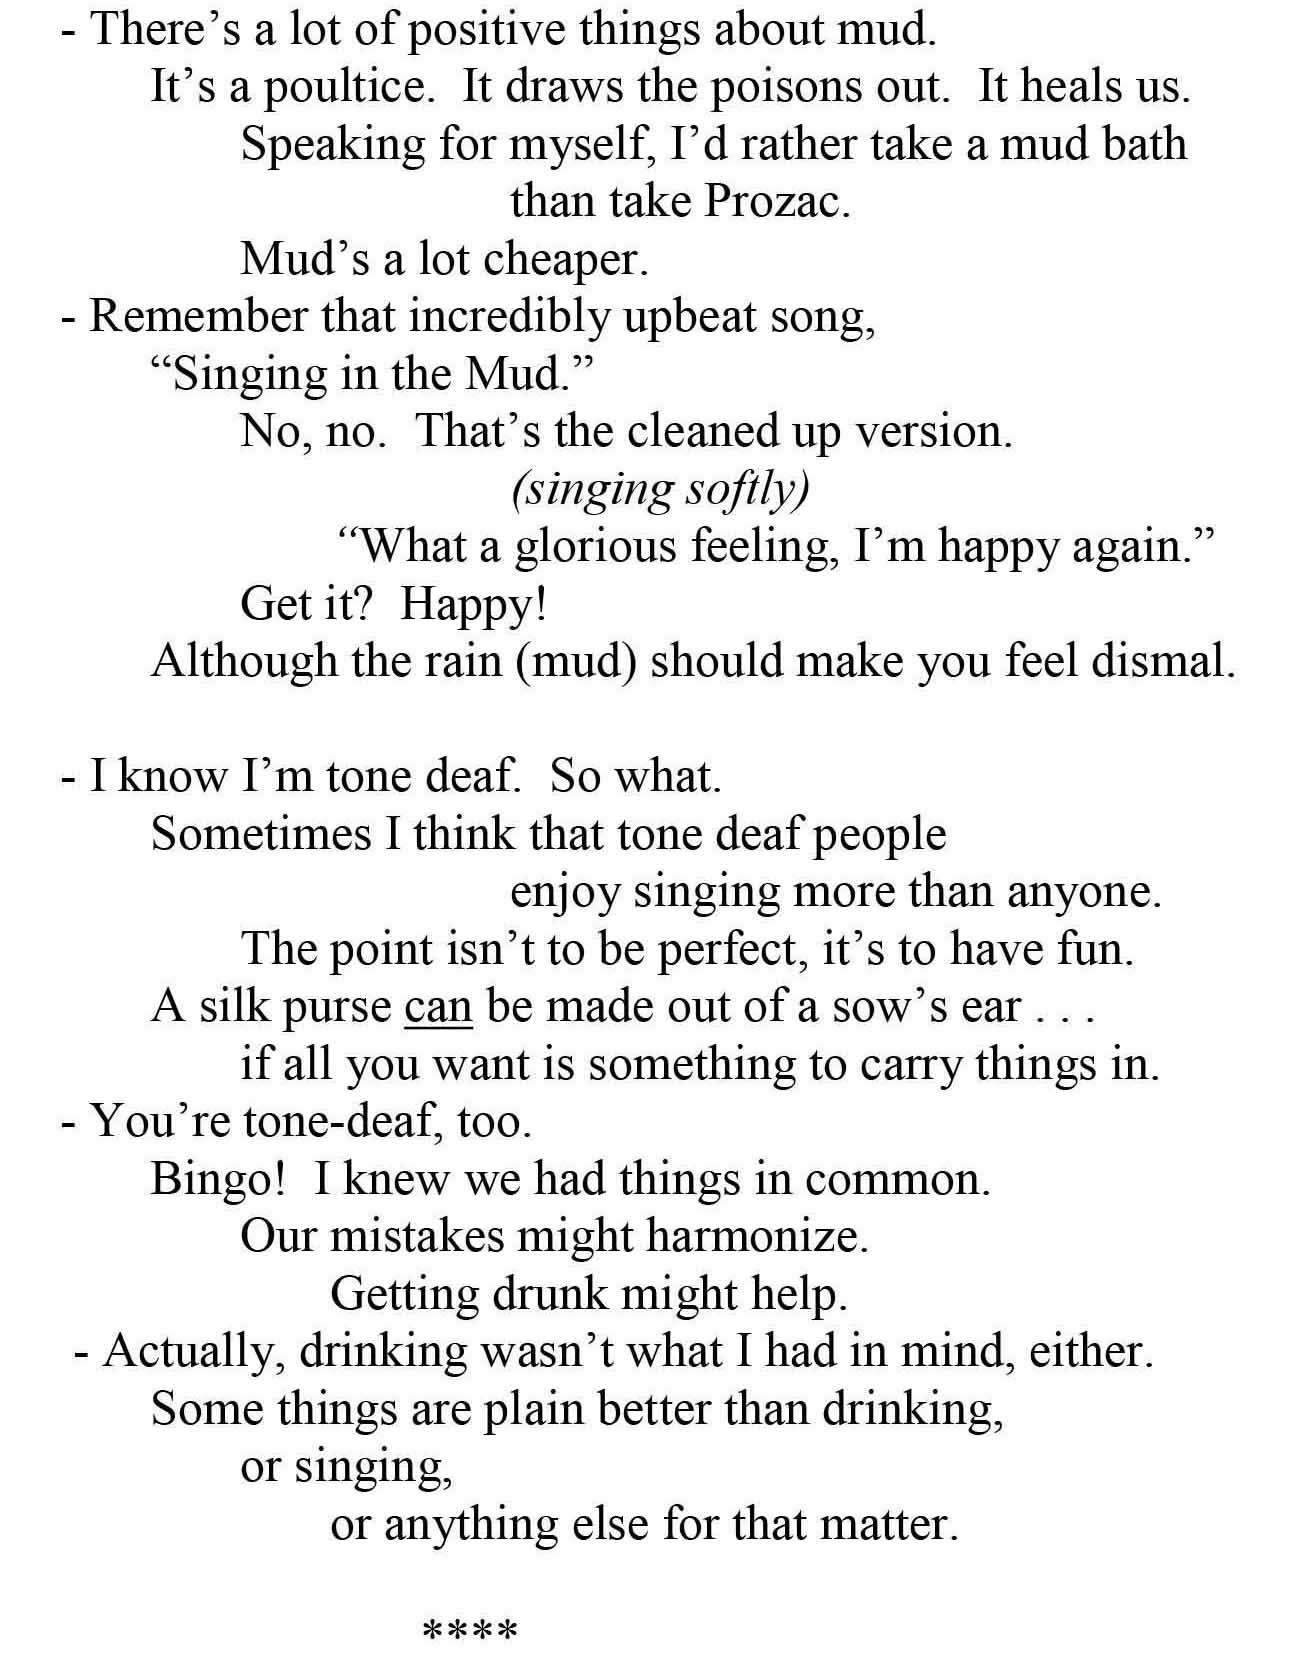 - There’s a lot of positive things about mud.
It’s a poultice.  It draws the poisons out.  It heals us.
Speaking for myself, I’d rather take a mud bath
than take Prozac.
Mud’s a lot cheaper.
- Remember that incredibly upbeat song,
“Singing in the Mud.”
No, no.  That’s the cleaned up version.
(singing softly)
“What a glorious feeling, I’m happy again.”
Get it?  Happy!
Although the rain (mud) should make you feel dismal.
- I know I’m tone deaf.  So what.
Sometimes I think that tone deaf people
enjoy singing more than anyone.
The point isn’t to be perfect, it’s to have fun.
A silk purse can be made out of a sow’s ear . . .
if all you want is something to carry things in.
- You’re tone-deaf, too.
Bingo!  I knew we had things in common.
Our mistakes might harmonize.
Getting drunk might help.
- Actually, drinking wasn’t what I had in mind, either.
Some things are plain better than drinking,
or singing,
or anything else for that matter.
****